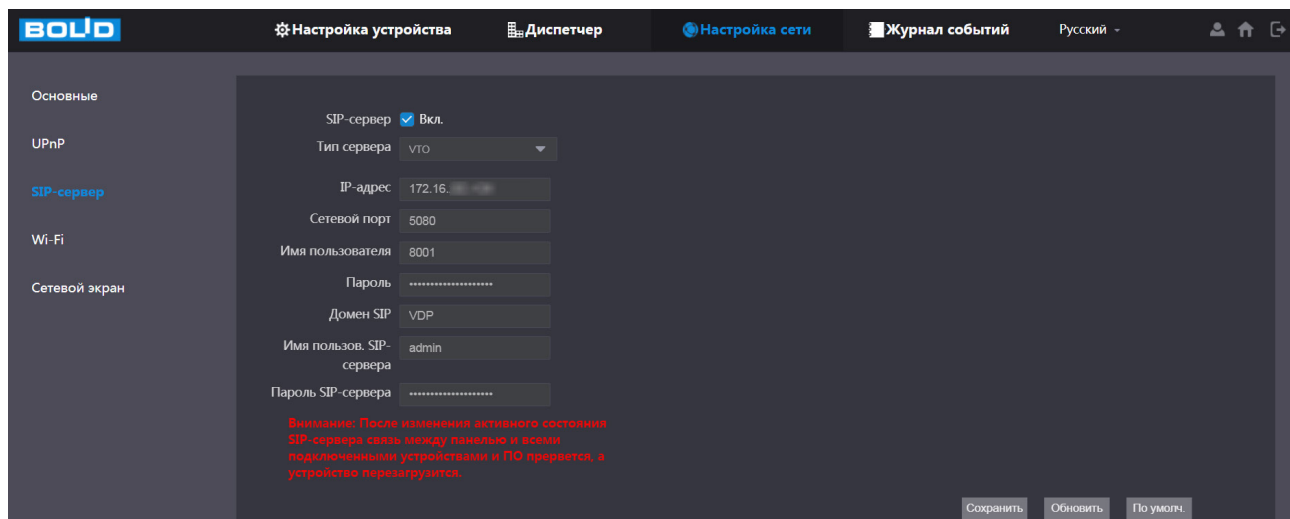 BOLID
Настройка устройства Диспетчер Настройка сети Журнал событий Русский
Основные
UPnP
SIP-сервер
Wi-Fi
Сетевой экран
SIP-сервер Вкл.
Тип сервера VTO
IP-адрес 172.16.
Сетевой порт 5080
Имя пользователя 8001
Пароль ••••••••••••••••••••
Домен SIP VDP
Имя пользов. SIP-
сервера admin
Пароль SIP-сервера ••••••••••••••••••••
Внимание: После изменения активного состояния
SIP-сервера связь между панелью и всеми
подключенными устройствами и ПО прервется, а
устройство перезагрузится.
Сохранить Обновить По умолч.